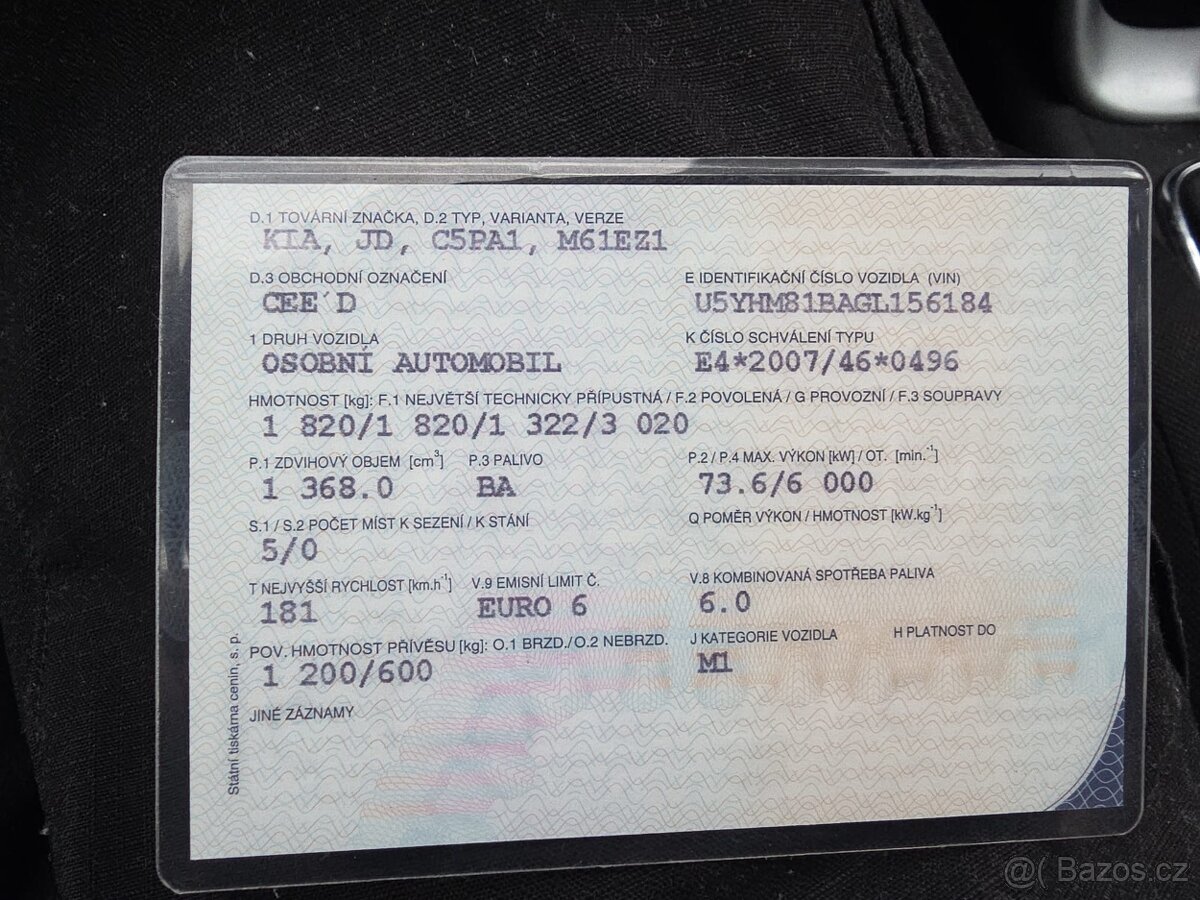 D.1 TOVÁRNÍ ZNAČKA, D.2 TYP, VARIANTA, VERZE
KIA, JD, C5PA1, M61EZ1
D.3 OBCHODNÍ OZNAČENÍ E IDENTIFIKAČNÍ ČÍSLO VOZIDLA (VIN)
CEE´D U5YHM81BAGL156184
1 DRUH VOZIDLA K ČÍSLO SCHVÁLENÍ TYPU
OSOBNÍ AUTOMOBIL E4*2007/46*0496
HMOTNOST [kg]: F.1 NEJVĚTŠÍ TECHNICKY PŘÍPUSTNÁ / F.2 POVOLENÁ / G PROVOZNÍ / F.3 SOUPRAVY
1 820/1 820/1 322/3 020
P.1 ZDVIHOVÝ OBJEM [cm³] P.3 PALIVO P.2 / P.4 MAX. VÝKON [kW] / OT. [min.⁻¹]
1 368.0 BA 73.6/6 000
S.1 / S.2 POČET MÍST K SEZENÍ / K STÁNÍ Q POMĚR VÝKON / HMOTNOST [kW.kg⁻¹]
5/0
T NEJVYŠŠÍ RYCHLOST [km.h⁻¹] V.9 EMISNÍ LIMIT Č. V.8 KOMBINOVANÁ SPOTŘEBA PALIVA
181 EURO 6 6.0
POV. HMOTNOST PŘÍVĚSU [kg]: O.1 BRZD./O.2 NEBRZD. J KATEGORIE VOZIDLA H PLATNOST DO
1 200/600 M1
JINÉ ZÁZNAMY
Státní tiskárna cenin, s. p.
@( Bazos.cz